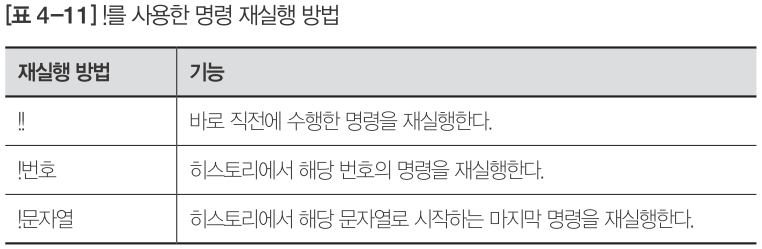 [표 4-11] !를 사용한 명령 재실행 방법
재실행 방법 기능
!! 바로 직전에 수행한 명령을 재실행한다.
!번호 히스토리에서 해당 번호의 명령을 재실행한다.
!문자열 히스토리에서 해당 문자열로 시작하는 마지막 명령을 재실행한다.